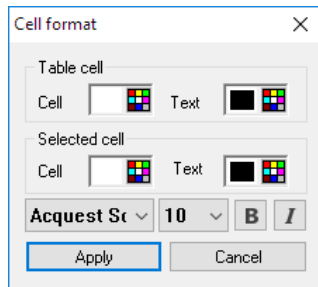 Cell format
Table cell
Cell Text
Selected cell
Cell Text
Acquest Sc 10 B I
Apply Cancel